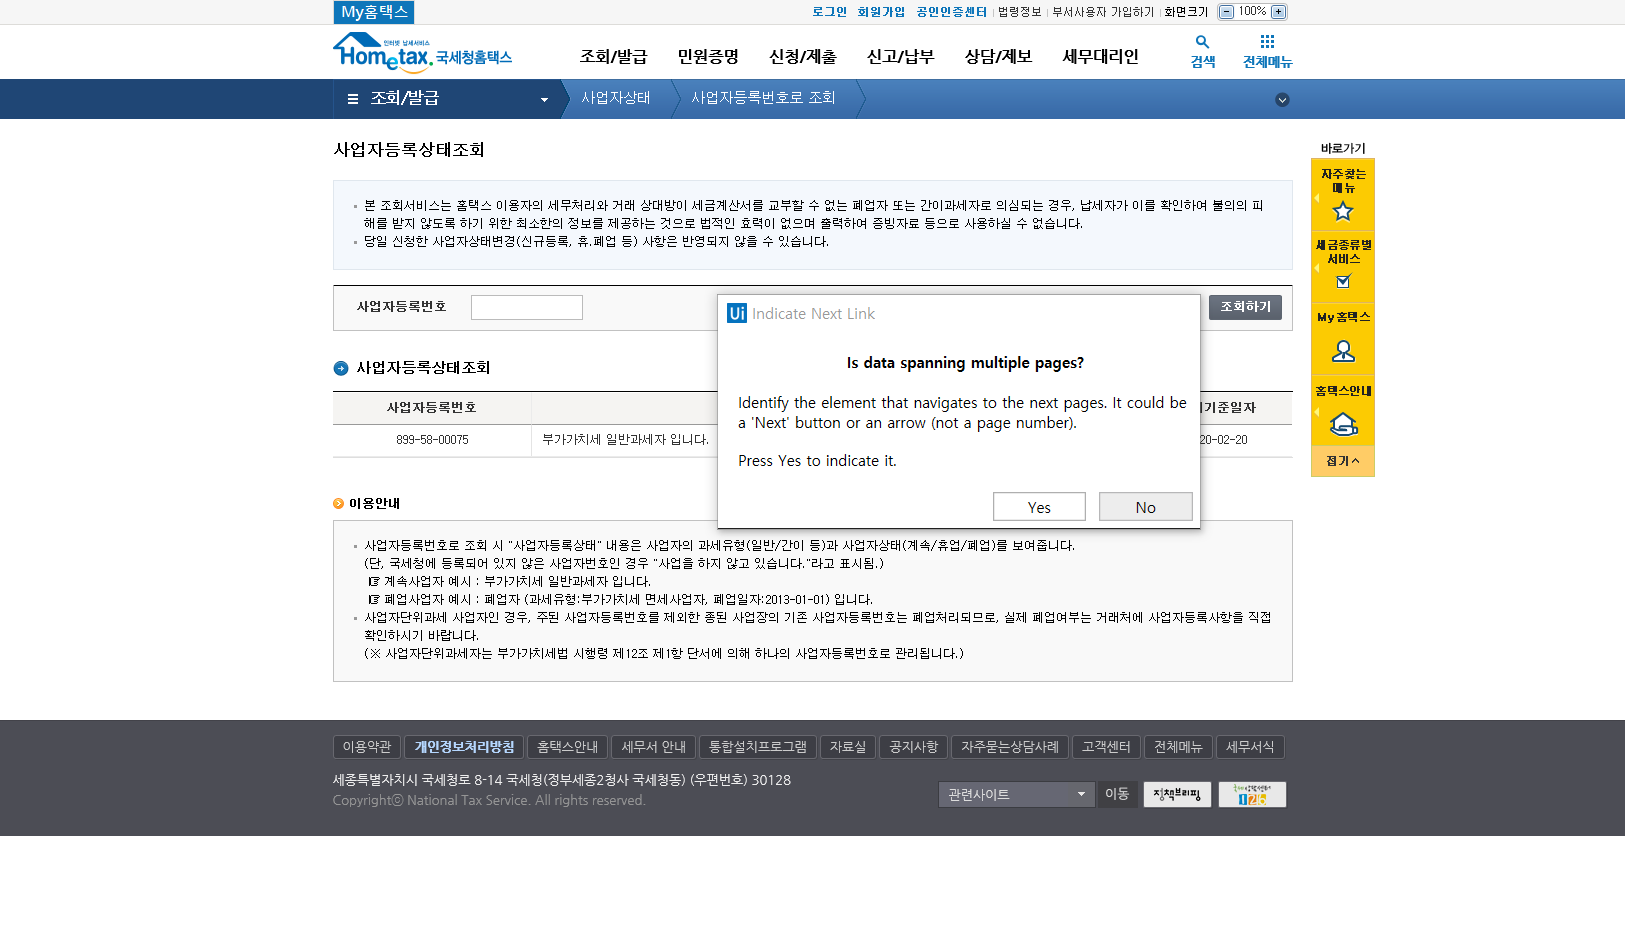 My홈택스
로그인 회원가입 공인인증센터 법령정보 부서사용자 가입하기 화면크기 100%
인터넷 납세서비스
Hometax. 국세청홈택스
조회/발급 민원증명 신청/제출 신고/납부 상담/제보 세무대리인 검색 전체메뉴
조회/발급 사업자상태 사업자등록번호로 조회
사업자등록상태조회
본 조회서비스는 홈택스 이용자의 세무처리와 거래 상대방이 세금계산서를 교부할 수 없는 폐업자 또는 간이과세자로 의심되는 경우, 납세자가 이를 확인하여 불의의 피
해를 받지 않도록 하기 위한 최소한의 정보를 제공하는 것으로 법적인 효력이 없으며 출력하여 증빙자료 등으로 사용하실 수 없습니다.
당일 신청한 사업자상태변경(신규등록, 휴.폐업 등) 사항은 반영되지 않을 수 있습니다.
사업자등록번호 조회하기
사업자등록상태조회
사업자등록번호 기준일자
899-58-00075 부가가치세 일반과세자 입니다. 20-02-20
Indicate Next Link
Is data spanning multiple pages?
Identify the element that navigates to the next pages. It could be
a 'Next' button or an arrow (not a page number).
Press Yes to indicate it.
Yes No
이용안내
사업자등록번호로 조회 시 "사업자등록상태" 내용은 사업자의 과세유형(일반/간이 등)과 사업자상태(계속/휴업/폐업)를 보여줍니다.
(단, 국세청에 등록되어 있지 않은 사업자번호인 경우 "사업을 하지 않고 있습니다."라고 표시됨.)
☞ 계속사업자 예시 : 부가가치세 일반과세자 입니다.
☞ 폐업사업자 예시 : 폐업자 (과세유형:부가가치세 면세사업자, 폐업일자:2013-01-01) 입니다.
사업자단위과세 사업자인 경우, 주된 사업자등록번호를 제외한 종된 사업장의 기존 사업자등록번호는 폐업처리되므로, 실제 폐업여부는 거래처에 사업자등록사항을 직접
확인하시기 바랍니다.
(※ 사업자단위과세자는 부가가치세법 시행령 제12조 제1항 단서에 의해 하나의 사업자등록번호로 관리됩니다.)
바로가기
자주찾는
메뉴
세금종류별
서비스
My 홈택스
홈택스안내
접기
이용약관 개인정보처리방침 홈택스안내 세무서 안내 통합설치프로그램 자료실 공지사항 자주묻는상담사례 고객센터 전체메뉴 세무서식
세종특별자치시 국세청로 8-14 국세청(정부세종2청사 국세청동) (우편번호) 30128
Copyrightⓒ National Tax Service. All rights reserved.
관련사이트 이동 정책브리핑 국세상담센터
126